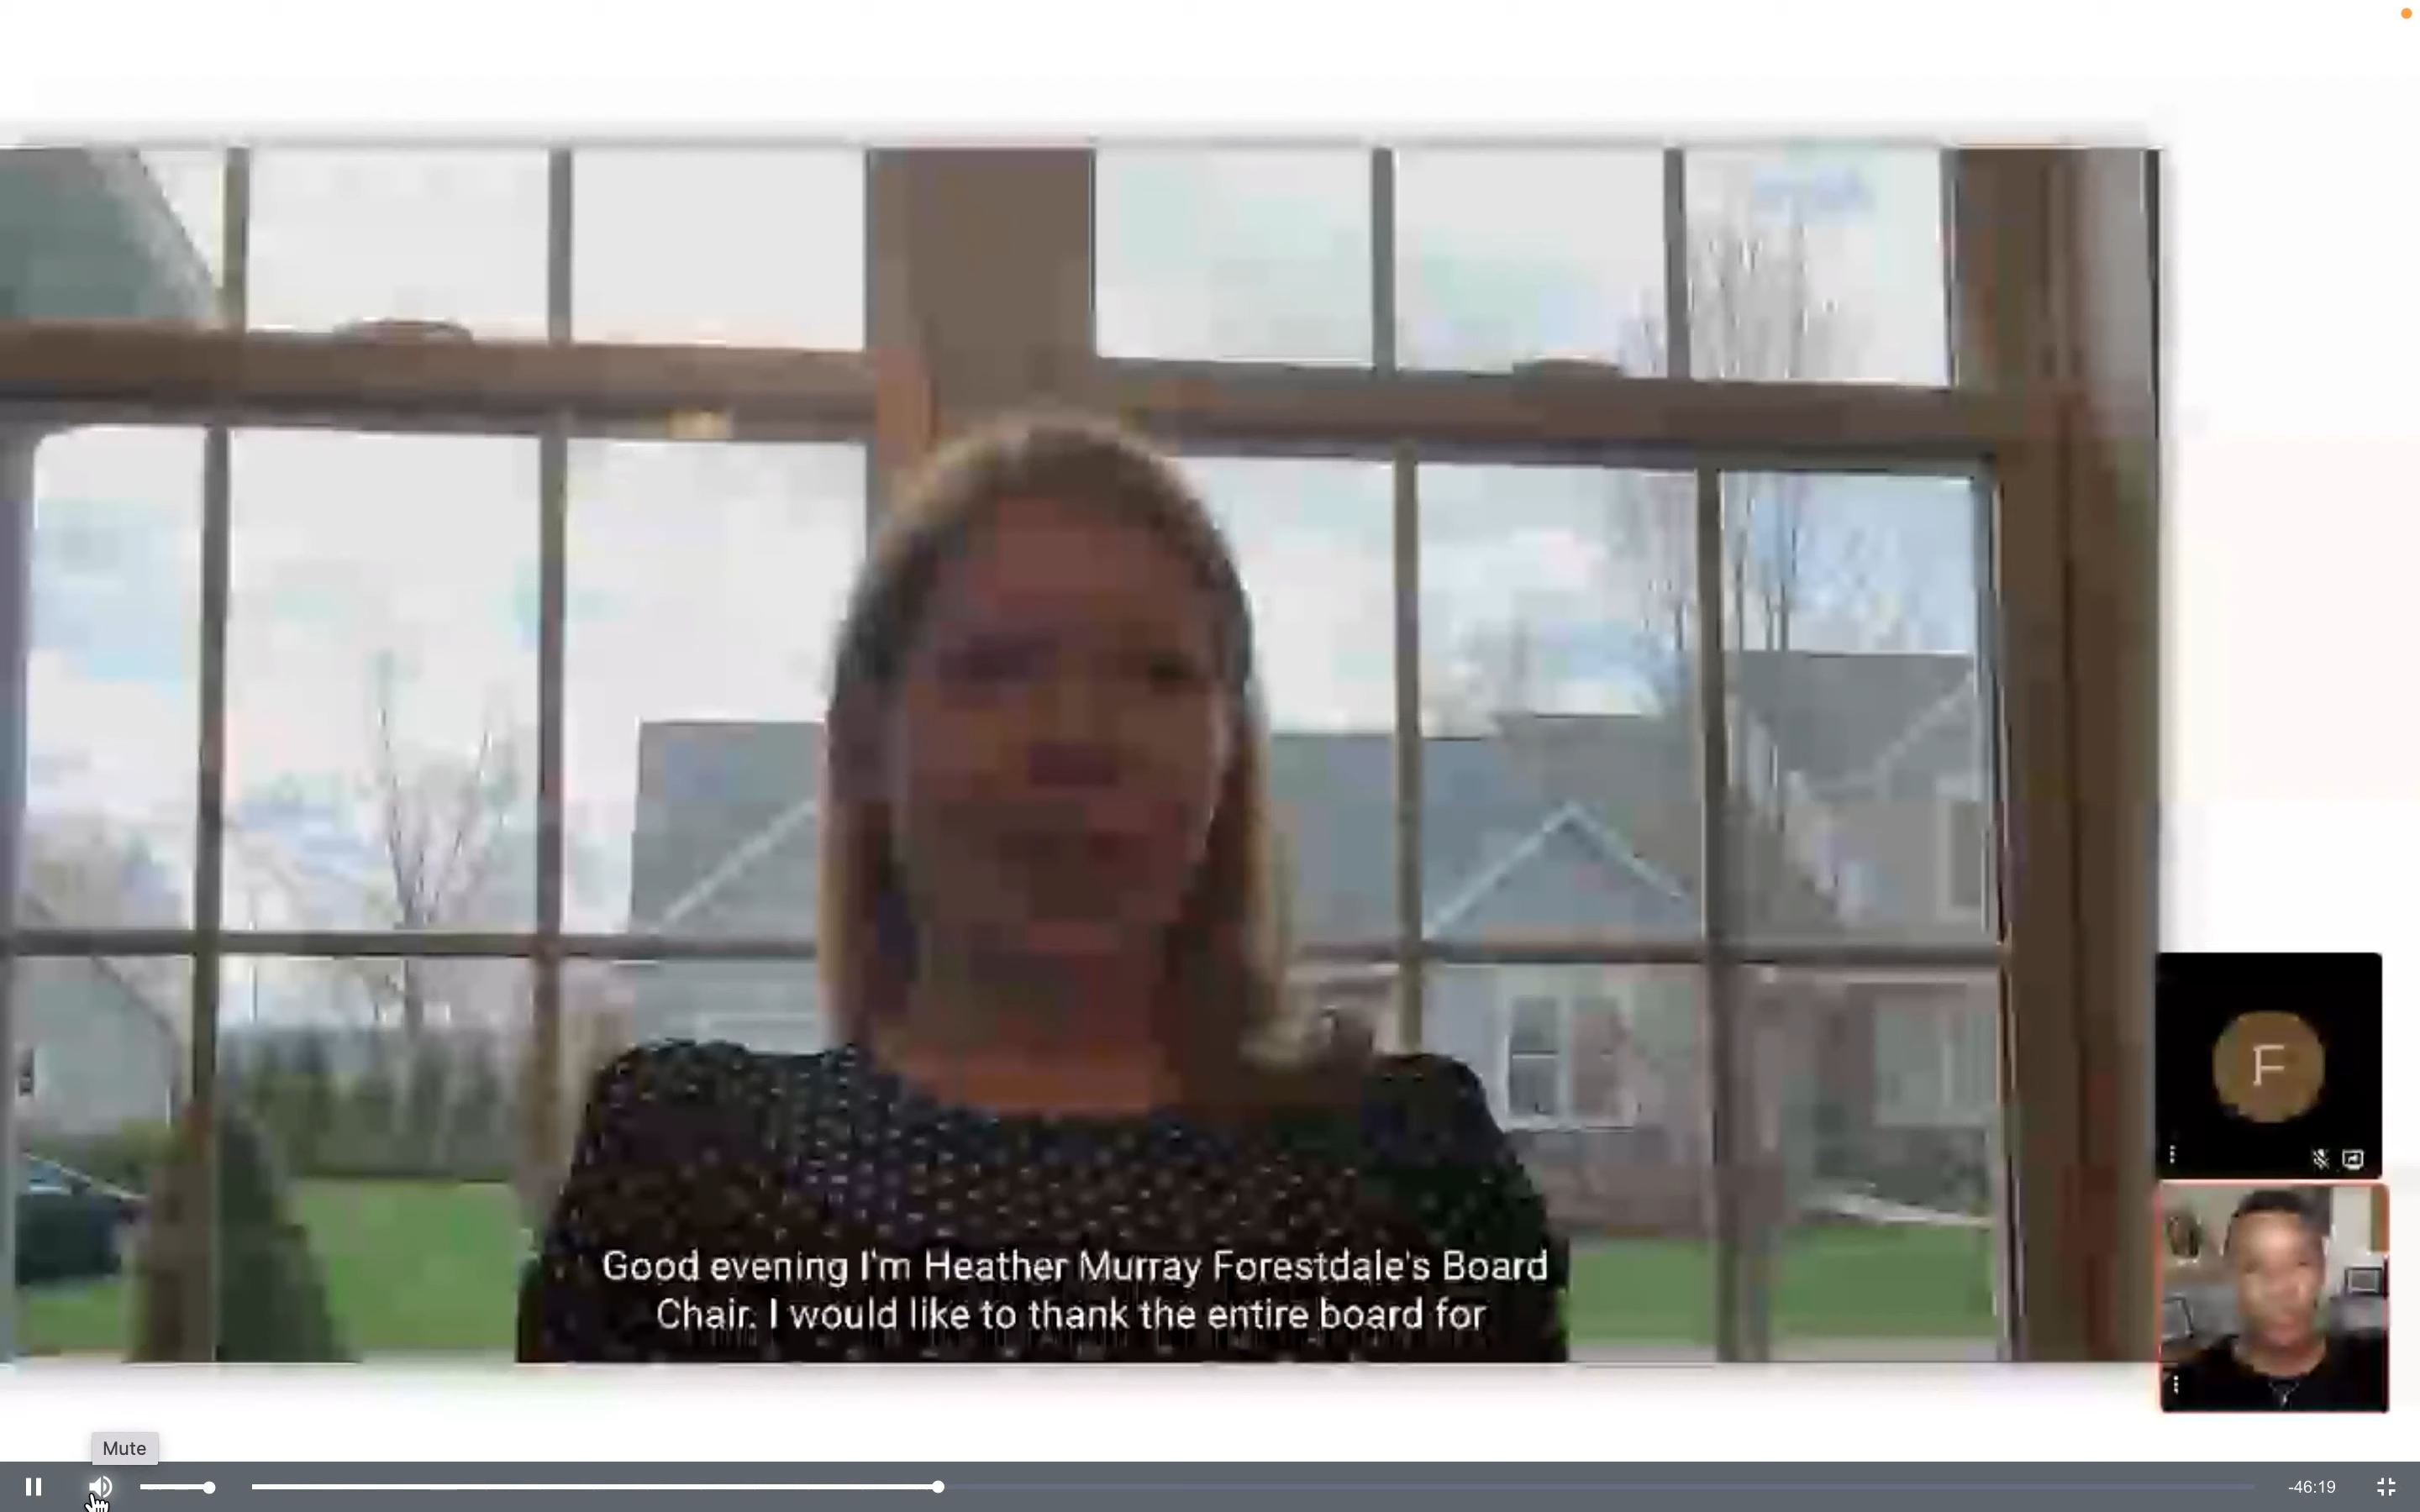 F
Good evening I'm Heather Murray Forestdale's Board
Chair. I would like to thank the entire board for
Mute
-46:19